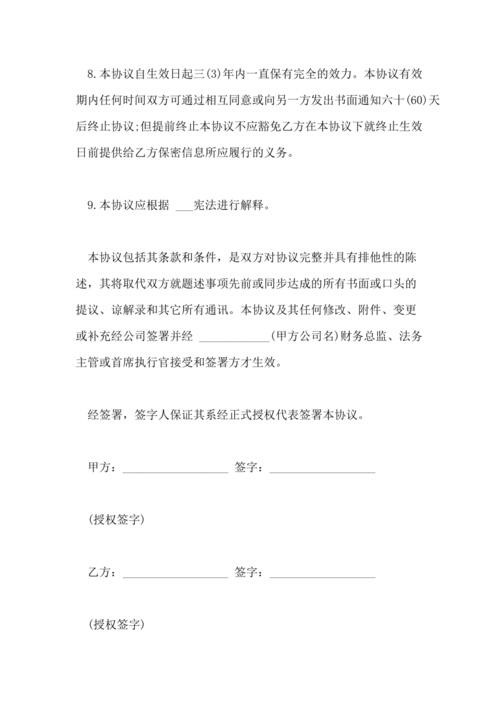 8.本协议自生效日起三(3)年内一直保有完全的效力。本协议有效
期内任何时间双方可通过相互同意或向另一方发出书面通知六十(60)天
后终止协议;但提前终止本协议不应豁免乙方在本协议下就终止生效
日前提供给乙方保密信息所应履行的义务。
9.本协议应根据 ___宪法进行解释。
本协议包括其条款和条件，是双方对协议完整并具有排他性的陈
述，其将取代双方就题述事项先前或同步达成的所有书面或口头的
提议、谅解录和其它所有通讯。本协议及其任何修改、附件、变更
或补充经公司签署并经 ____________(甲方公司名)财务总监、法务
主管或首席执行官接受和签署方才生效。
经签署，签字人保证其系经正式授权代表签署本协议。
甲方：__________________ 签字：__________________
(授权签字)
乙方：__________________ 签字：__________________
(授权签字)